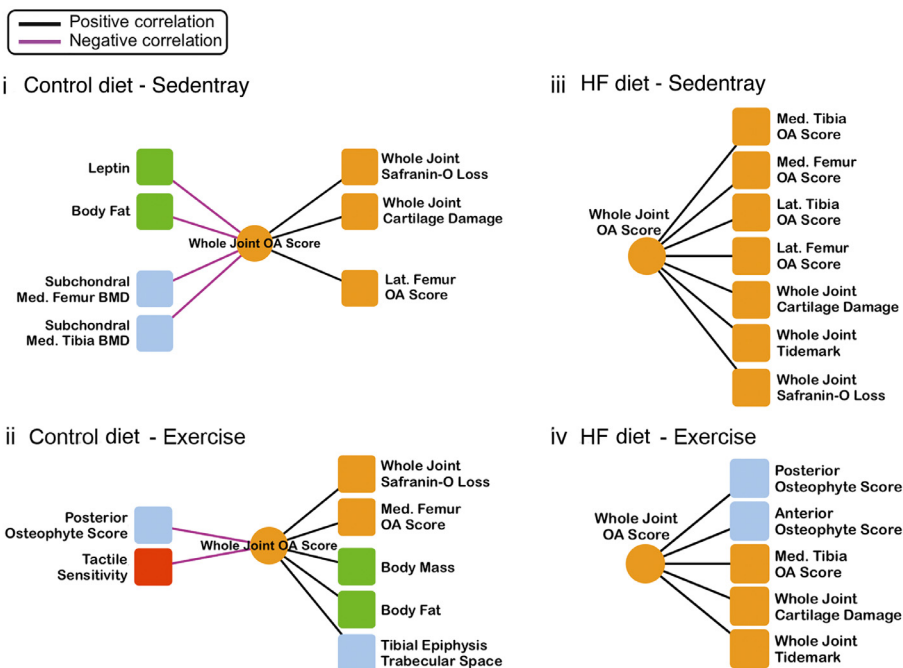 Positive correlation
Negative correlation
i Control diet - Sedentray
Leptin
Body Fat
Subchondral
Med. Femur BMD
Subchondral
Med. Tibia BMD
Whole Joint OA Score
Whole Joint
Safranin-O Loss
Whole Joint
Cartilage Damage
Lat. Femur
OA Score
iii HF diet - Sedentray
Whole Joint
OA Score
Med. Tibia
OA Score
Med. Femur
OA Score
Lat. Tibia
OA Score
Lat. Femur
OA Score
Whole Joint
Cartilage Damage
Whole Joint
Tidemark
Whole Joint
Safranin-O Loss
ii Control diet - Exercise
Posterior
Osteophyte Score
Tactile
Sensitivity
Whole Joint OA Score
Whole Joint
Safranin-O Loss
Med. Femur
OA Score
Body Mass
Body Fat
Tibial Epiphysis
Trabecular Space
iv HF diet - Exercise
Whole Joint
OA Score
Posterior
Osteophyte Score
Anterior
Osteophyte Score
Med. Tibia
OA Score
Whole Joint
Cartilage Damage
Whole Joint
Tidemark